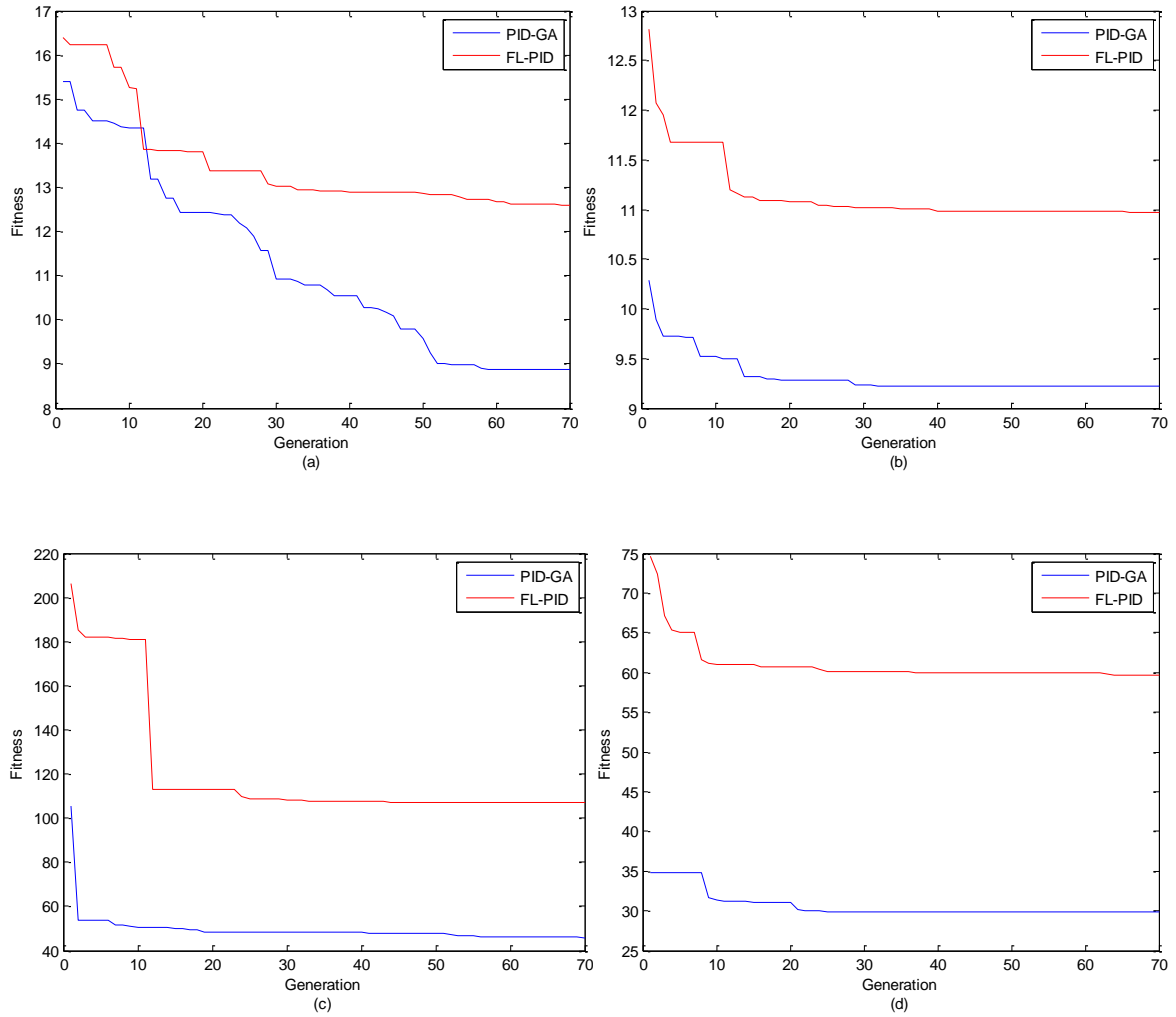 17
16
15
14
13
12
11
10
9
8
Fitness
0 10 20 30 40 50 60 70
Generation
(a)
PID-GA
FL-PID
13
12.5
12
11.5
11
10.5
10
9.5
9
Fitness
0 10 20 30 40 50 60 70
Generation
(b)
PID-GA
FL-PID
220
200
180
160
140
120
100
80
60
40
Fitness
0 10 20 30 40 50 60 70
Generation
(c)
PID-GA
FL-PID
75
70
65
60
55
50
45
40
35
30
25
Fitness
0 10 20 30 40 50 60 70
Generation
(d)
PID-GA
FL-PID